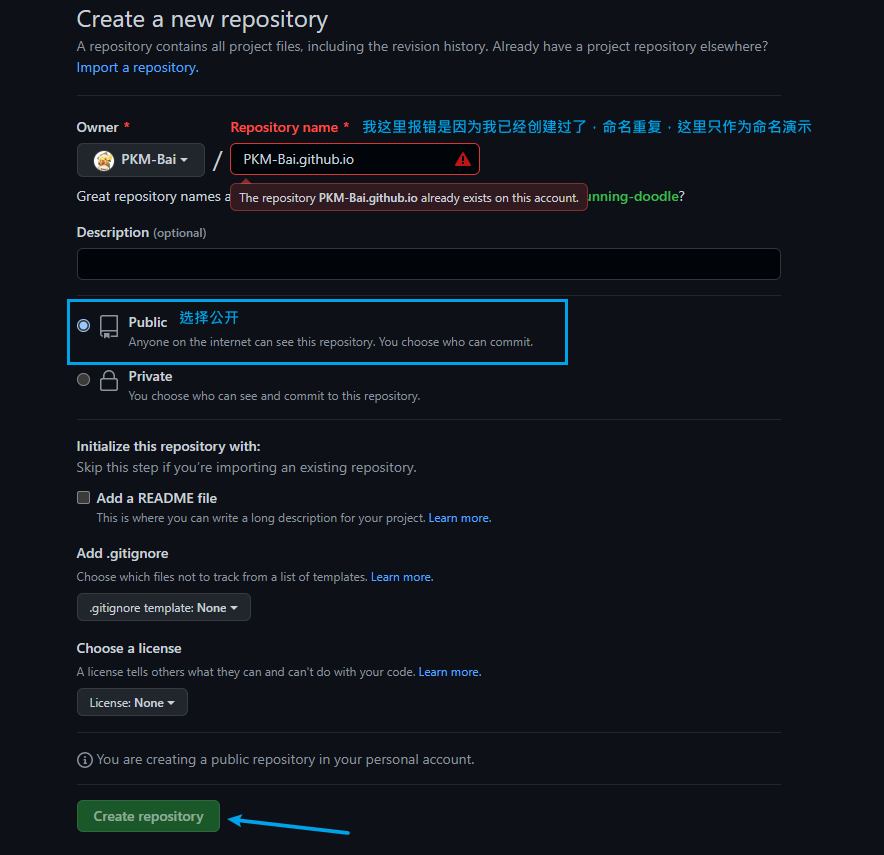 Create a new repository
A repository contains all project files, including the revision history. Already have a project repository elsewhere?
Import a repository.
Owner * Repository name * 我这里报错是因为我已经创建过了，命名重复，这里只作为命名演示
PKM-Bai / PKM-Bai.github.io
Great repository names a
The repository PKM-Bai.github.io already exists on this account.
unning-doodle?
Description (optional)
Public 选择公开
Anyone on the internet can see this repository. You choose who can commit.
Private
You choose who can see and commit to this repository.
Initialize this repository with:
Skip this step if you're importing an existing repository.
Add a README file
This is where you can write a long description for your project. Learn more.
Add .gitignore
Choose which files not to track from a list of templates. Learn more.
.gitignore template: None
Choose a license
A license tells others what they can and can't do with your code. Learn more.
License: None
You are creating a public repository in your personal account.
Create repository